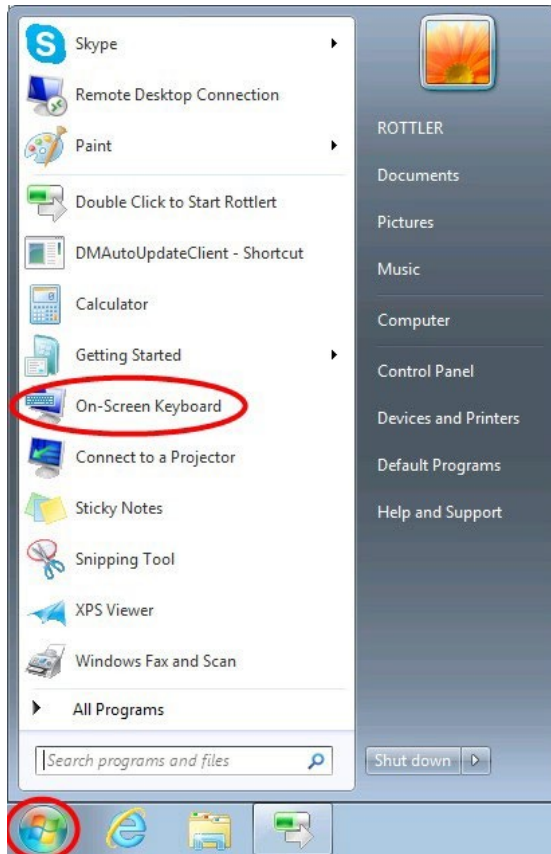 Skype
Remote Desktop Connection
Paint
Double Click to Start Rottlert
DMAutoUpdateClient - Shortcut
Calculator
Getting Started
On-Screen Keyboard
Connect to a Projector
Sticky Notes
Snipping Tool
XPS Viewer
Windows Fax and Scan
All Programs
Search programs and files
ROTTLER
Documents
Pictures
Music
Computer
Control Panel
Devices and Printers
Default Programs
Help and Support
Shut down